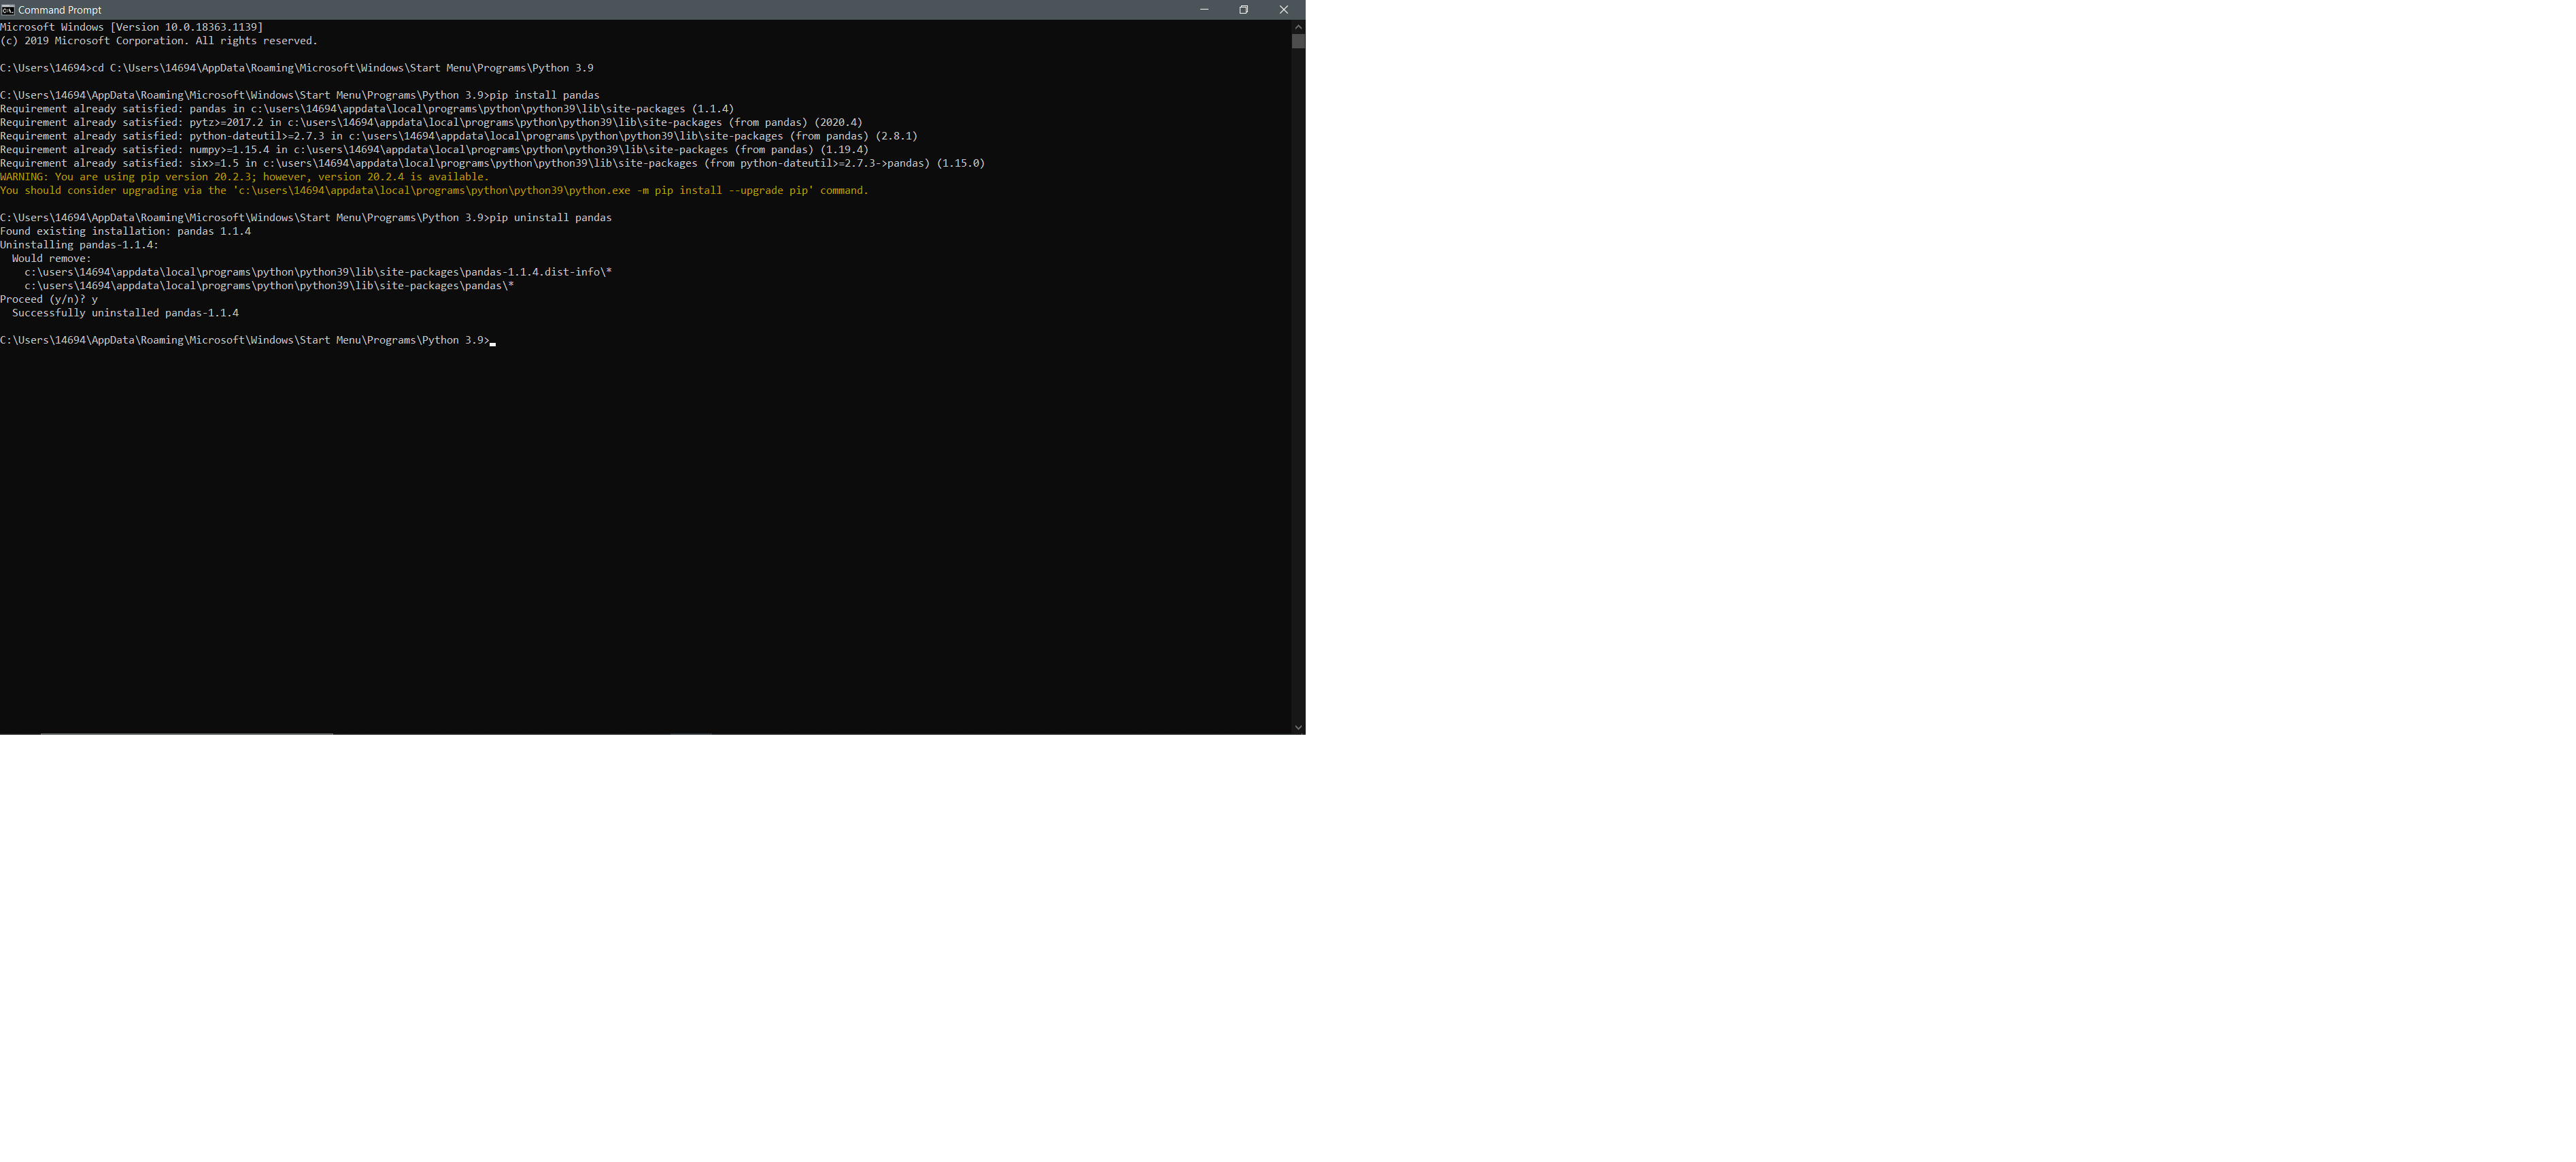 Command Prompt
Microsoft Windows [Version 10.0.18363.1139]
(c) 2019 Microsoft Corporation. All rights reserved.
C:\Users\14694>cd C:\Users\14694\AppData\Roaming\Microsoft\Windows\Start Menu\Programs\Python 3.9
C:\Users\14694\AppData\Roaming\Microsoft\Windows\Start Menu\Programs\Python 3.9>pip install pandas
Requirement already satisfied: pandas in c:\users\14694\appdata\local\programs\python\python39\lib\site-packages (1.1.4)
Requirement already satisfied: pytz>=2017.2 in c:\users\14694\appdata\local\programs\python\python39\lib\site-packages (from pandas) (2020.4)
Requirement already satisfied: python-dateutil>=2.7.3 in c:\users\14694\appdata\local\programs\python\python39\lib\site-packages (from pandas) (2.8.1)
Requirement already satisfied: numpy>=1.15.4 in c:\users\14694\appdata\local\programs\python\python39\lib\site-packages (from pandas) (1.19.4)
Requirement already satisfied: six>=1.5 in c:\users\14694\appdata\local\programs\python\python39\lib\site-packages (from python-dateutil>=2.7.3->pandas) (1.15.0)
WARNING: You are using pip version 20.2.3; however, version 20.2.4 is available.
You should consider upgrading via the 'c:\users\14694\appdata\local\programs\python\python39\python.exe -m pip install --upgrade pip' command.
C:\Users\14694\AppData\Roaming\Microsoft\Windows\Start Menu\Programs\Python 3.9>pip uninstall pandas
Found existing installation: pandas 1.1.4
Uninstalling pandas-1.1.4:
  Would remove:
    c:\users\14694\appdata\local\programs\python\python39\lib\site-packages\pandas-1.1.4.dist-info\*
    c:\users\14694\appdata\local\programs\python\python39\lib\site-packages\pandas\*
Proceed (y/n)? y
  Successfully uninstalled pandas-1.1.4
C:\Users\14694\AppData\Roaming\Microsoft\Windows\Start Menu\Programs\Python 3.9>